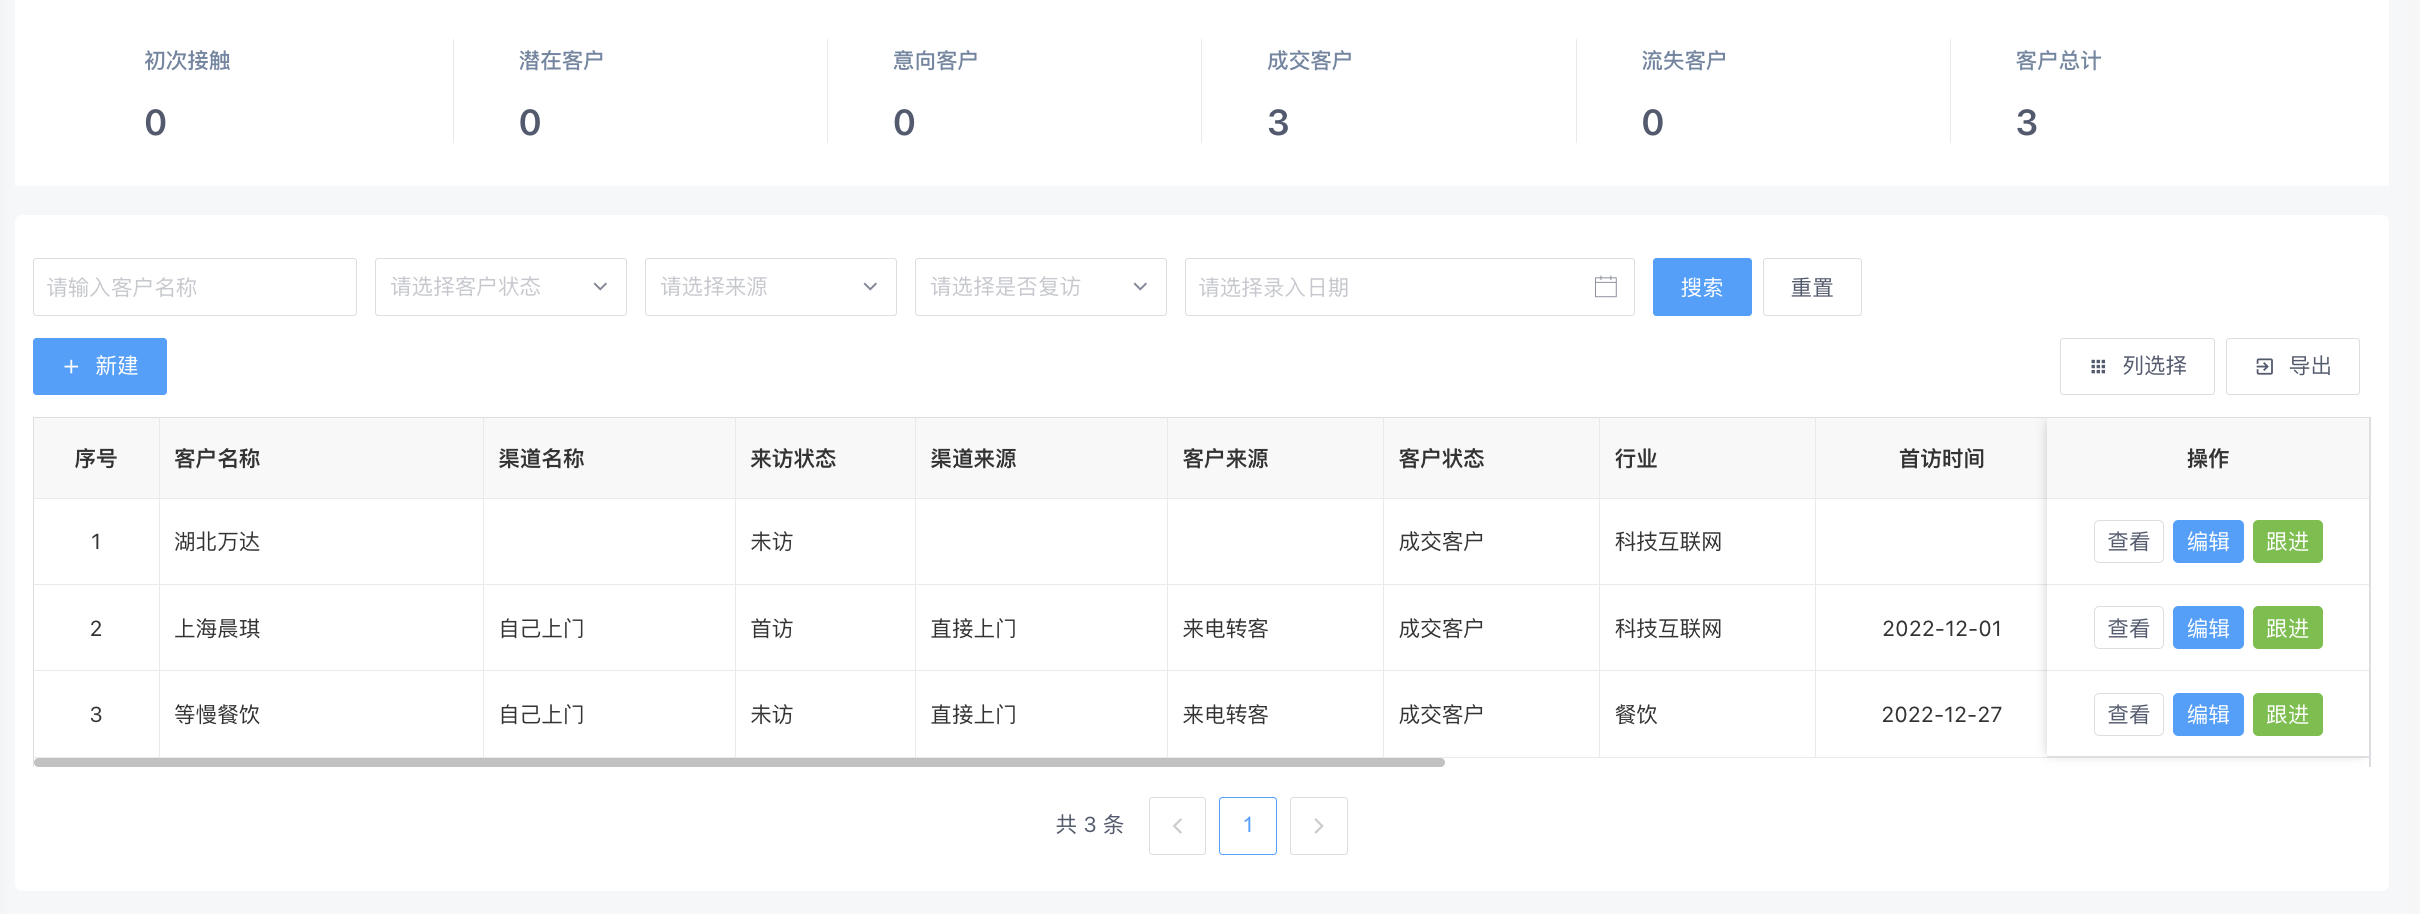 初次接触 潜在客户 意向客户 成交客户 流失客户 客户总计
0 0 0 3 0 3
请输入客户名称 请选择客户状态 请选择来源 请选择是否复访 请选择录入日期 搜索 重置
+ 新建 列选择 导出
序号 客户名称 渠道名称 来访状态 渠道来源 客户来源 客户状态 行业 首访时间 操作
1 湖北万达 未访 成交客户 科技互联网 查看 编辑 跟进
2 上海晨琪 自己上门 首访 直接上门 来电转客 成交客户 科技互联网 2022-12-01 查看 编辑 跟进
3 等慢餐饮 自己上门 未访 直接上门 来电转客 成交客户 餐饮 2022-12-27 查看 编辑 跟进
共 3 条 1